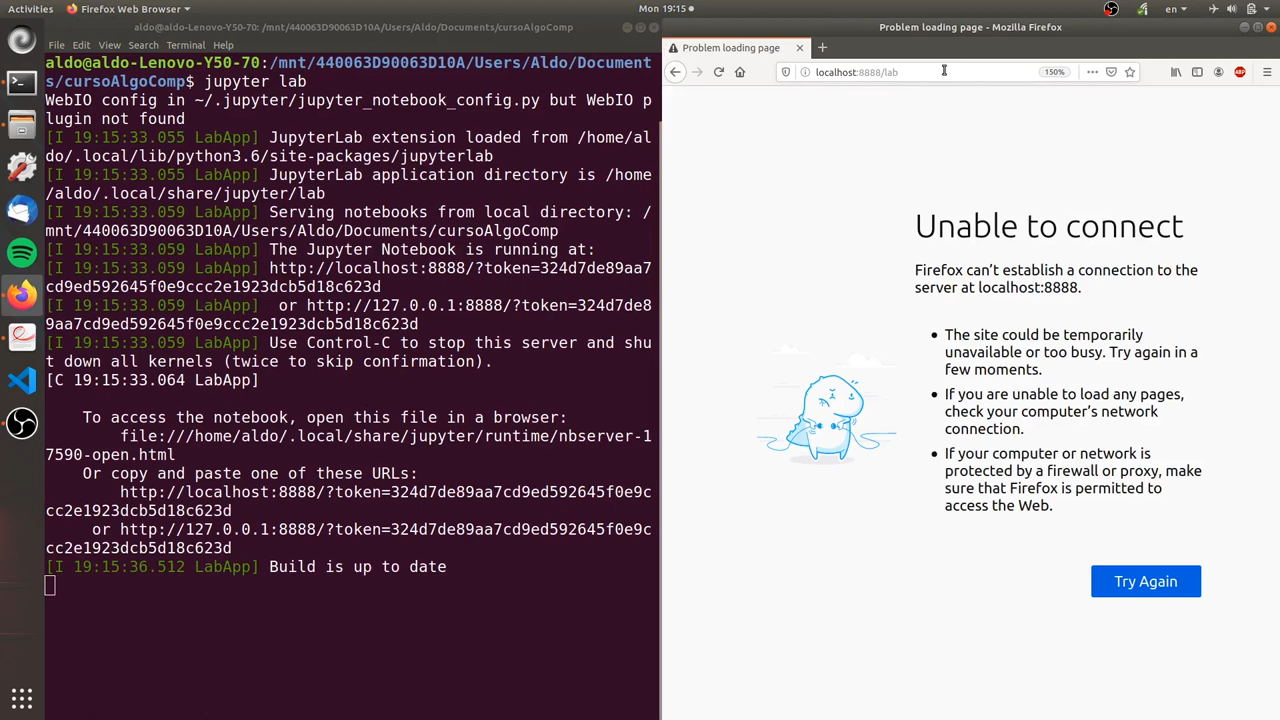 Activities
Firefox Web Browser
Mon 19:15
en
aldo@aldo-Lenovo-Y50-70: /mnt/440063D90063D10A/Users/Aldo/Documents/cursoAlgoComp
Problem loading page - Mozilla Firefox
File Edit View Search Terminal Help
Problem loading page
localhost:8888/lab
150%
ABP
aldo@aldo-Lenovo-Y50-70:/mnt/440063D90063D10A/Users/Aldo/Document
s/cursoAlgoComp$ jupyter lab
WebIO config in ~/.jupyter/jupyter_notebook_config.py but WebIO p
lugin not found
[I 19:15:33.055 LabApp] JupyterLab extension loaded from /home/al
do/.local/lib/python3.6/site-packages/jupyterlab
[I 19:15:33.055 LabApp] JupyterLab application directory is /home
/aldo/.local/share/jupyter/lab
[I 19:15:33.059 LabApp] Serving notebooks from local directory: /
mnt/440063D90063D10A/Users/Aldo/Documents/cursoAlgoComp
[I 19:15:33.059 LabApp] The Jupyter Notebook is running at:
[I 19:15:33.059 LabApp] http://localhost:8888/?token=324d7de89aa7
cd9ed592645f0e9ccc2e1923dcb5d18c623d
[I 19:15:33.059 LabApp]  or http://127.0.0.1:8888/?token=324d7de8
9aa7cd9ed592645f0e9ccc2e1923dcb5d18c623d
[I 19:15:33.059 LabApp] Use Control-C to stop this server and shu
t down all kernels (twice to skip confirmation).
[C 19:15:33.064 LabApp]
To access the notebook, open this file in a browser:
file:///home/aldo/.local/share/jupyter/runtime/nbserver-1
7590-open.html
Or copy and paste one of these URLs:
http://localhost:8888/?token=324d7de89aa7cd9ed592645f0e9c
cc2e1923dcb5d18c623d
or http://127.0.0.1:8888/?token=324d7de89aa7cd9ed592645f0e9c
cc2e1923dcb5d18c623d
[I 19:15:36.512 LabApp] Build is up to date
Unable to connect
Firefox can’t establish a connection to the
server at localhost:8888.
The site could be temporarily
unavailable or too busy. Try again in a
few moments.
If you are unable to load any pages,
check your computer’s network
connection.
If your computer or network is
protected by a firewall or proxy, make
sure that Firefox is permitted to
access the Web.
Try Again